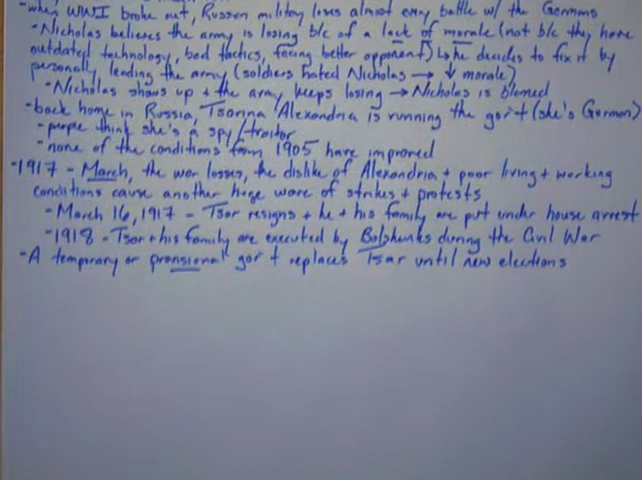 -when WWI broke out, Russian military loses almost every battle w/ the Germans
-Nicholas believes the army is losing b/c of a lack of morale (not b/c they have
outdated technology, bad tactics, facing better opponent) ↳ he decides to fix it by
personally leading the army (soldiers hated Nicholas → ↓ morale)
-Nicholas shows up + the army keeps losing → Nicholas is blamed
-back home in Russia, Tsarina Alexandria is running the gov't (she's German)
-people think she's a spy/traitor
-none of the conditions from 1905 have improved
-1917 - March, the war losses, the dislike of Alexandria + poor living + working
conditions cause another huge wave of strikes + protests
-March 16, 1917 - Tsar resigns + he + his family are put under house arrest
-1918 - Tsar + his family are executed by Bolsheviks during the Civil War
-A temporary or provisional gov't replaces Tsar until new elections